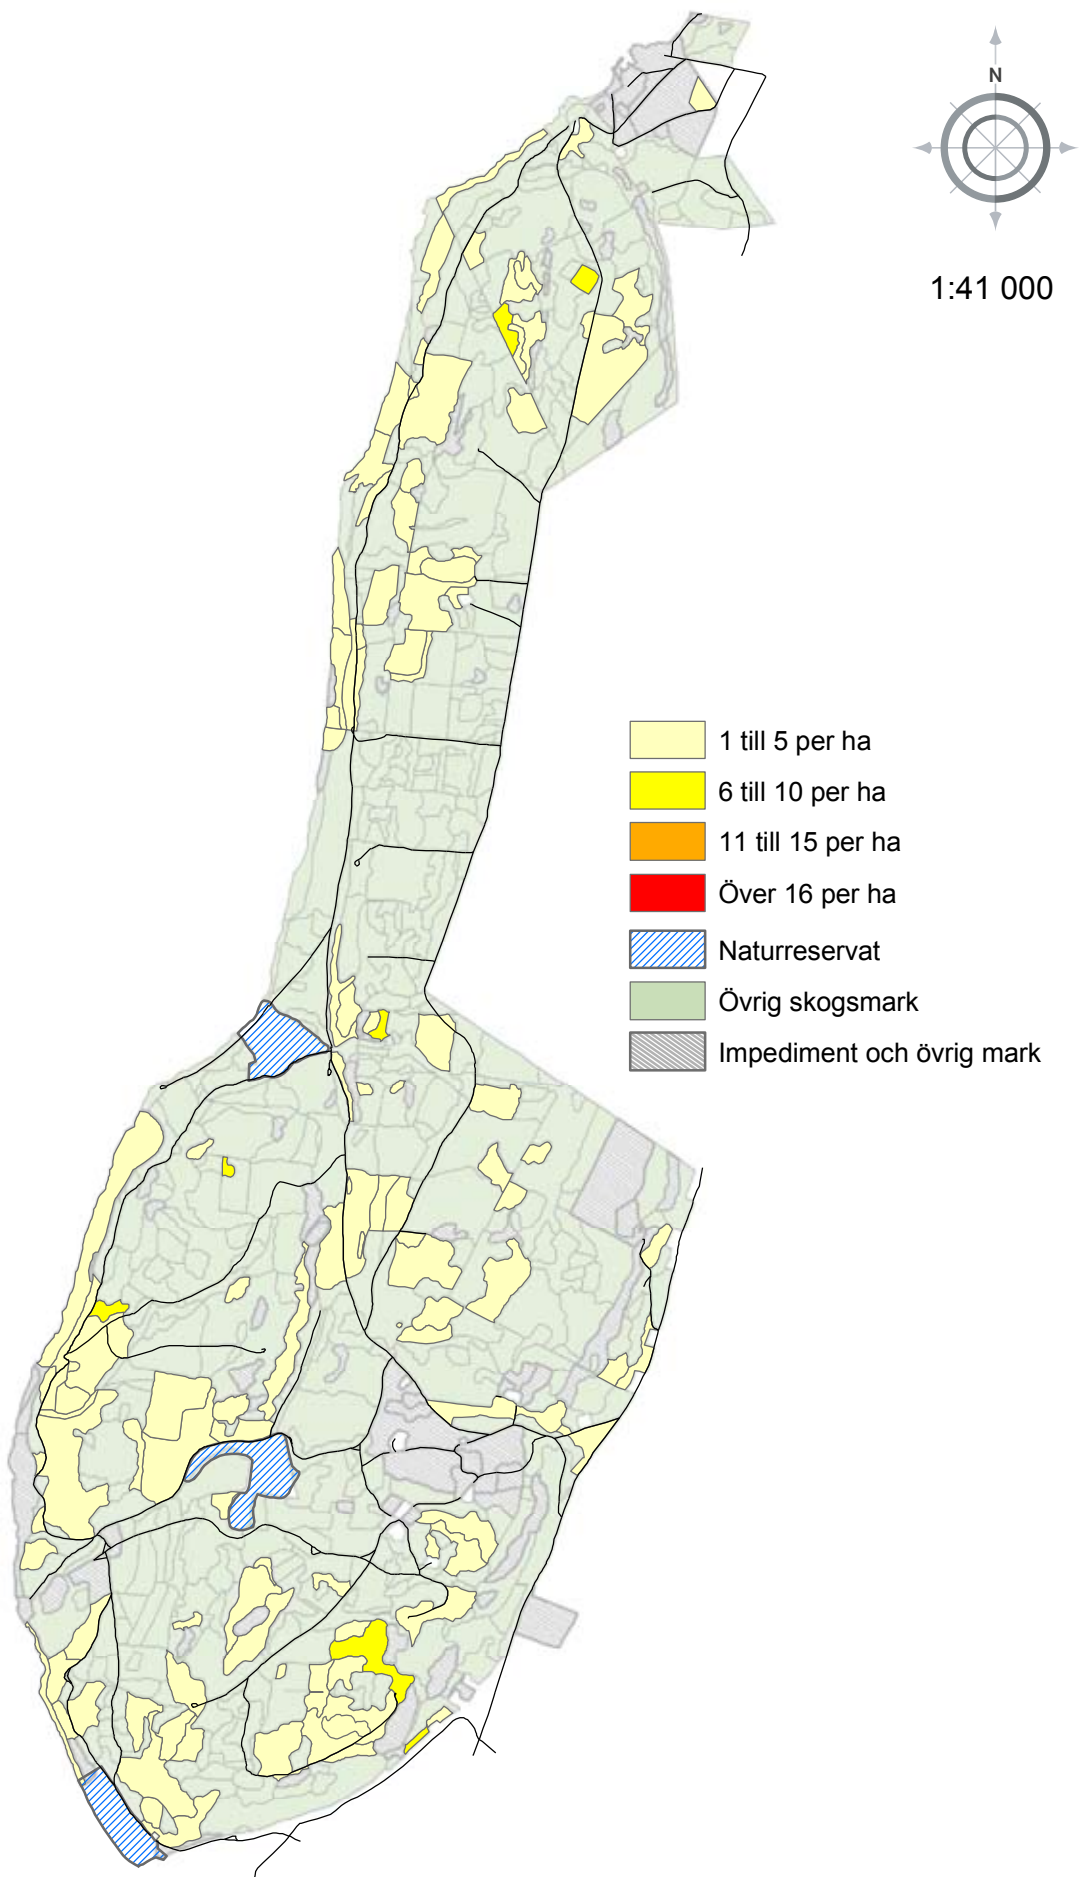 N
1:41 000
1 till 5 per ha
6 till 10 per ha
11 till 15 per ha
Över 16 per ha
Naturreservat
Övrig skogsmark
Impediment och övrig mark